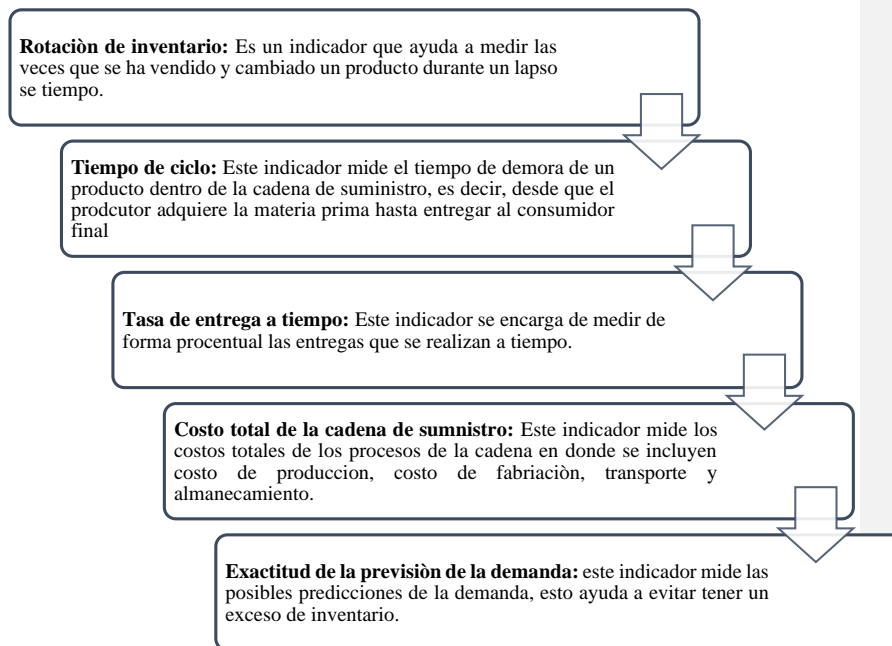 Rotaciòn de inventario: Es un indicador que ayuda a medir las
veces que se ha vendido y cambiado un producto durante un lapso
se tiempo.
Tiempo de ciclo: Este indicador mide el tiempo de demora de un
producto dentro de la cadena de suministro, es decir, desde que el
prodcutor adquiere la materia prima hasta entregar al consumidor
final
Tasa de entrega a tiempo: Este indicador se encarga de medir de
forma procentual las entregas que se realizan a tiempo.
Costo total de la cadena de sumnistro: Este indicador mide los
costos totales de los procesos de la cadena en donde se incluyen
costo de produccion, costo de fabriaciòn, transporte y
almanecamiento.
Exactitud de la previsiòn de la demanda: este indicador mide las
posibles predicciones de la demanda, esto ayuda a evitar tener un
exceso de inventario.